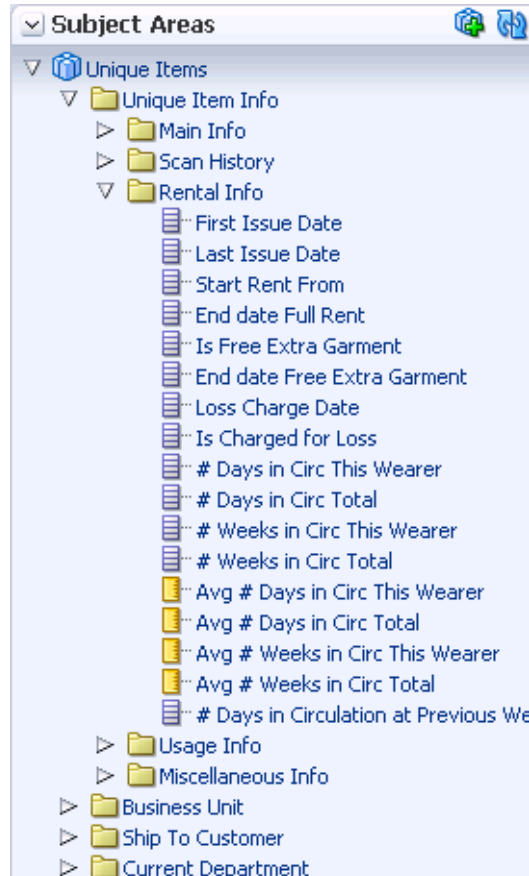 Subject Areas
Unique Items
Unique Item Info
Main Info
Scan History
Rental Info
First Issue Date
Last Issue Date
Start Rent From
End date Full Rent
Is Free Extra Garment
End date Free Extra Garment
Loss Charge Date
Is Charged for Loss
# Days in Circ This Wearer
# Days in Circ Total
# Weeks in Circ This Wearer
# Weeks in Circ Total
Avg # Days in Circ This Wearer
Avg # Days in Circ Total
Avg # Weeks in Circ This Wearer
Avg # Weeks in Circ Total
# Days in Circulation at Previous We
Usage Info
Miscellaneous Info
Business Unit
Ship To Customer
Current Department